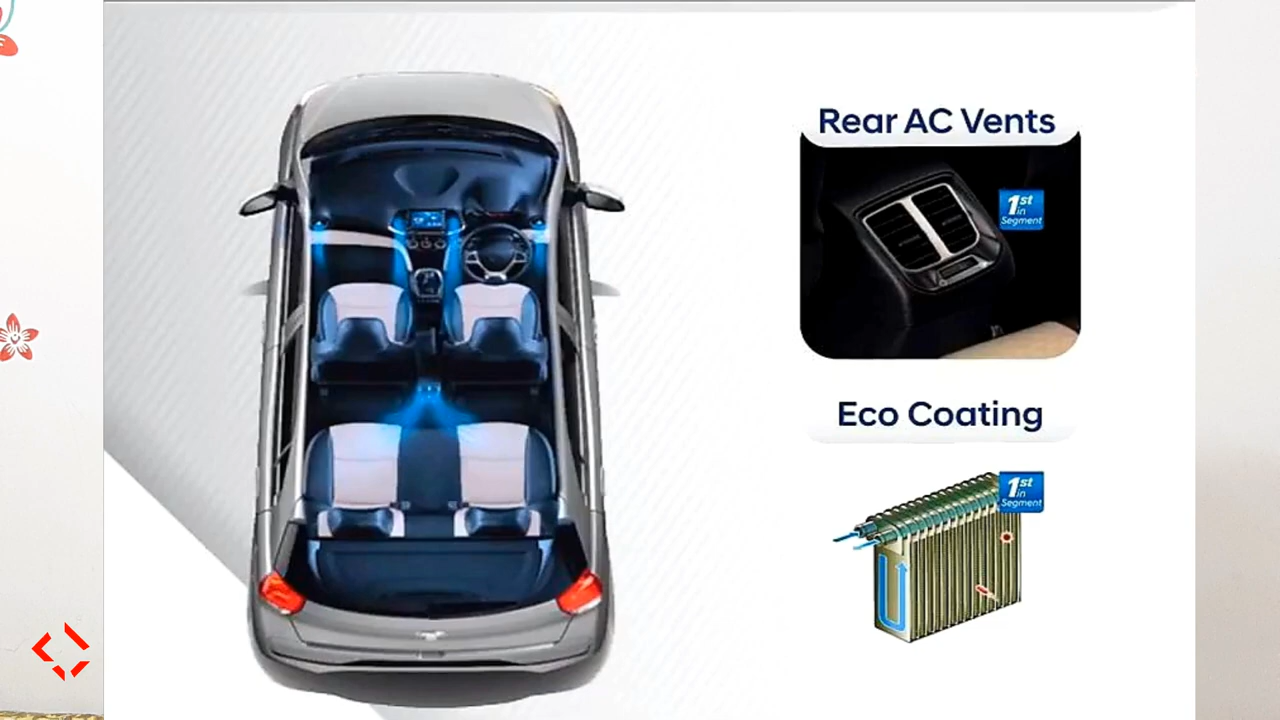 Rear AC Vents
1st
in
Segment
Eco Coating
1st
in
Segment